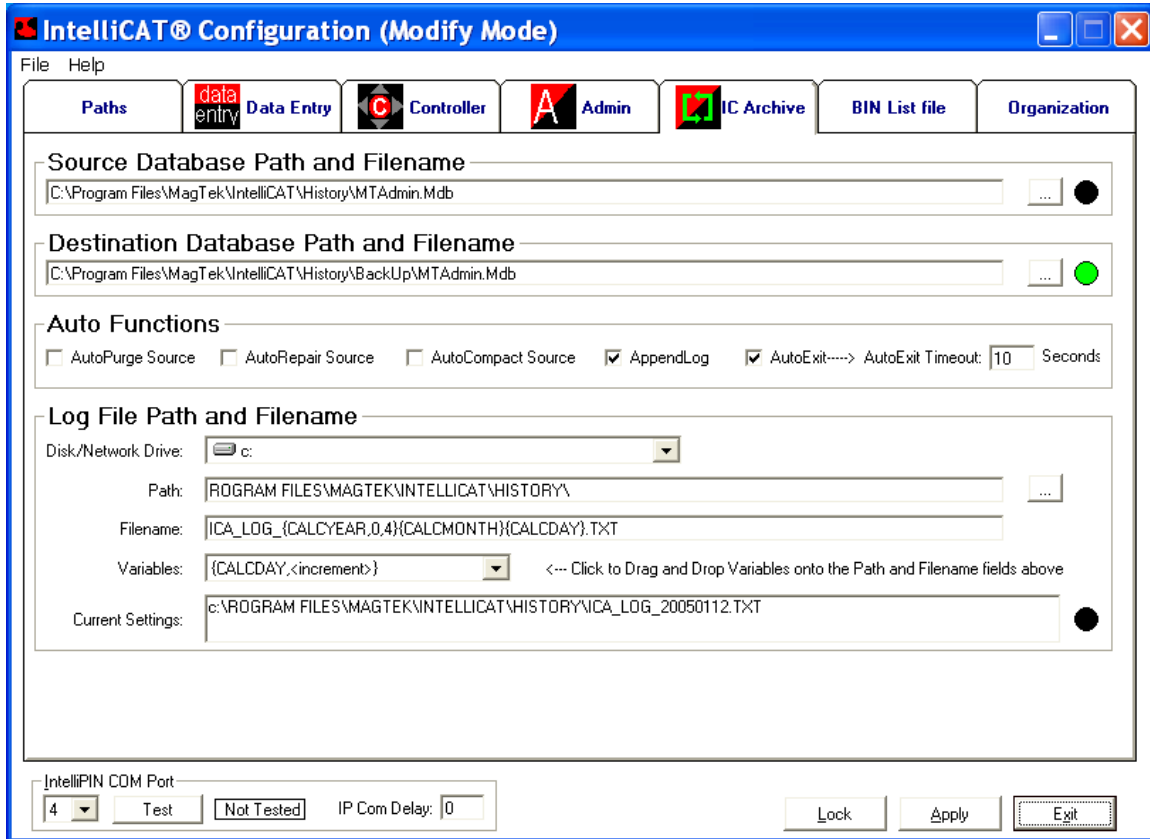 IntelliCAT® Configuration (Modify Mode)
File Help
Paths
data entry Data Entry
C Controller
A Admin
IC Archive
BIN List file
Organization
Source Database Path and Filename
C:\Program Files\MagTek\IntelliCAT\History\MTAdmin.Mdb ...
Destination Database Path and Filename
C:\Program Files\MagTek\IntelliCAT\History\BackUp\MTAdmin.Mdb ...
Auto Functions
AutoPurge Source AutoRepair Source AutoCompact Source AppendLog AutoExit-----> AutoExit Timeout: 10 Seconds
Log File Path and Filename
Disk/Network Drive: c:
Path: ROGRAM FILES\MAGTEK\INTELLICAT\HISTORY\ ...
Filename: ICA_LOG_{CALCYEAR,0,4}{CALCMONTH}{CALCDAY}.TXT
Variables: {CALCDAY,<increment>} <--- Click to Drag and Drop Variables onto the Path and Filename fields above
Current Settings: c:\ROGRAM FILES\MAGTEK\INTELLICAT\HISTORY\ICA_LOG_20050112.TXT
IntelliPIN COM Port
4 Test Not Tested IP Com Delay: 0
Lock Apply Exit